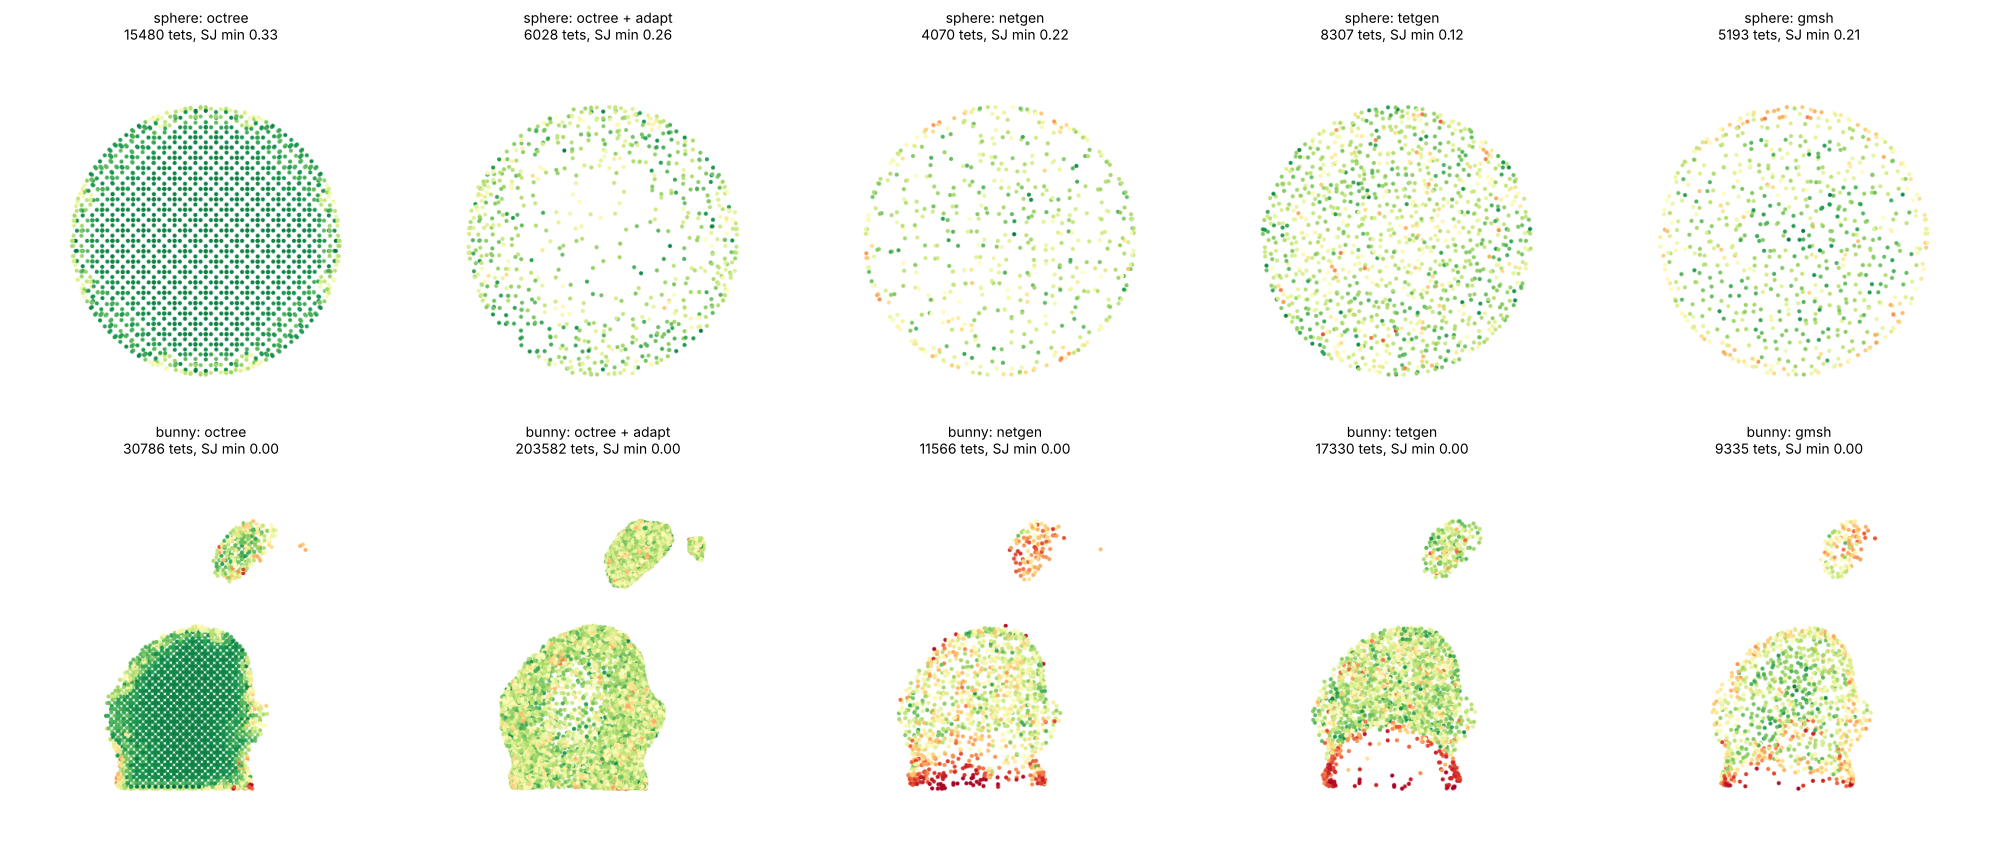 sphere: octree
15480 tets, SJ min 0.33
sphere: octree + adapt
6028 tets, SJ min 0.26
sphere: netgen
4070 tets, SJ min 0.22
sphere: tetgen
8307 tets, SJ min 0.12
sphere: gmsh
5193 tets, SJ min 0.21
bunny: octree
30786 tets, SJ min 0.00
bunny: octree + adapt
203582 tets, SJ min 0.00
bunny: netgen
11566 tets, SJ min 0.00
bunny: tetgen
17330 tets, SJ min 0.00
bunny: gmsh
9335 tets, SJ min 0.00